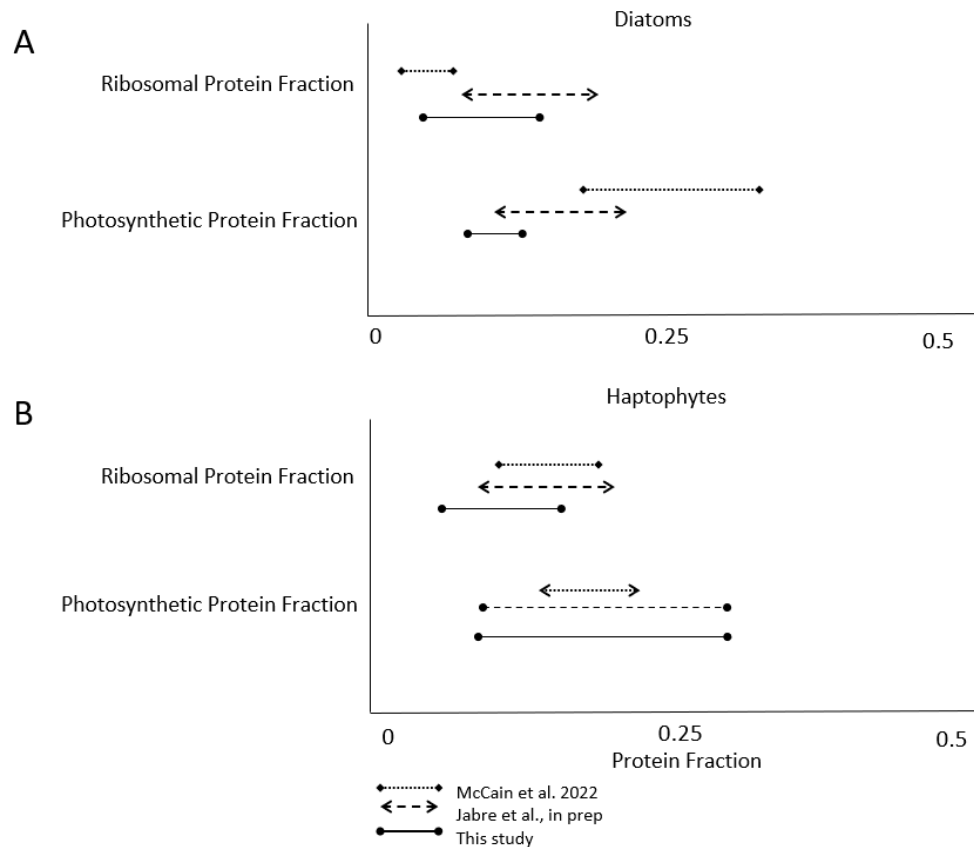 A
Diatoms
Ribosomal Protein Fraction
Photosynthetic Protein Fraction
0
0.25
0.5
B
Haptophytes
Ribosomal Protein Fraction
Photosynthetic Protein Fraction
0
0.25
0.5
Protein Fraction
McCain et al. 2022
Jabre et al., in prep
This study